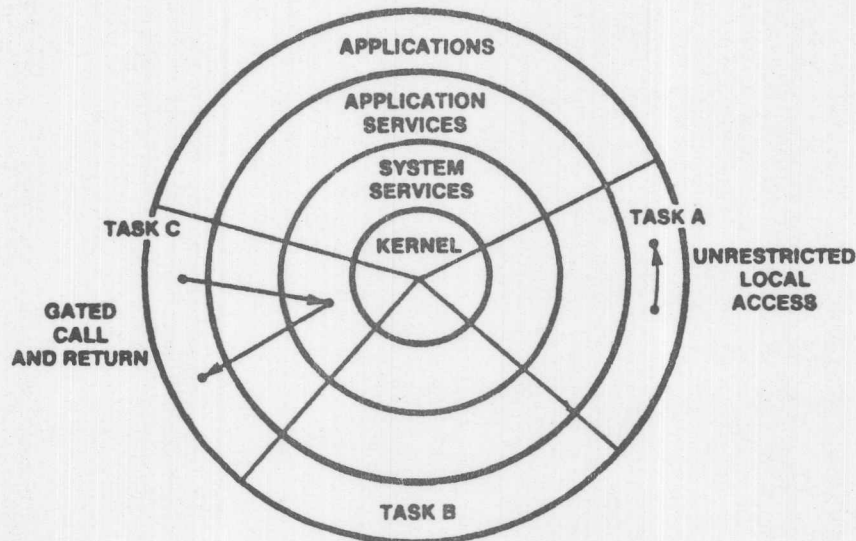 APPLICATIONS
APPLICATION
SERVICES
SYSTEM
SERVICES
KERNEL
TASK C
TASK A
UNRESTRICTED
LOCAL
ACCESS
GATED
CALL
AND RETURN
TASK B